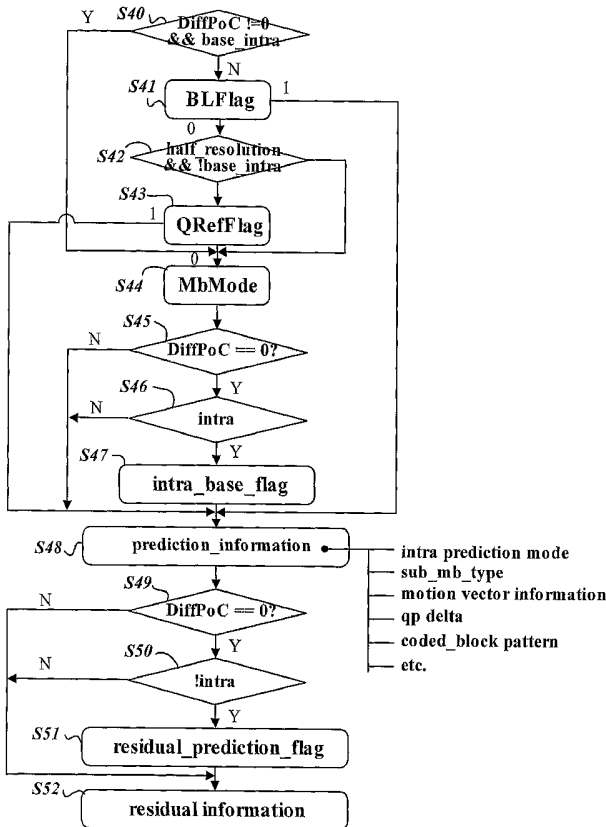 S40
DiffPoC !=0
&& base_intra
Y
N
S41
BLFlag
1
0
S42
half_resolution
&& !base_intra
S43
1
QRefFlag
0
S44
MbMode
S45
N
DiffPoC == 0?
Y
S46
N
intra
Y
S47
intra_base_flag
S48
prediction_information
intra prediction mode
sub_mb_type
motion vector information
qp delta
coded_block pattern
etc.
S49
N
DiffPoC == 0?
Y
S50
N
!intra
Y
S51
residual_prediction_flag
S52
residual information